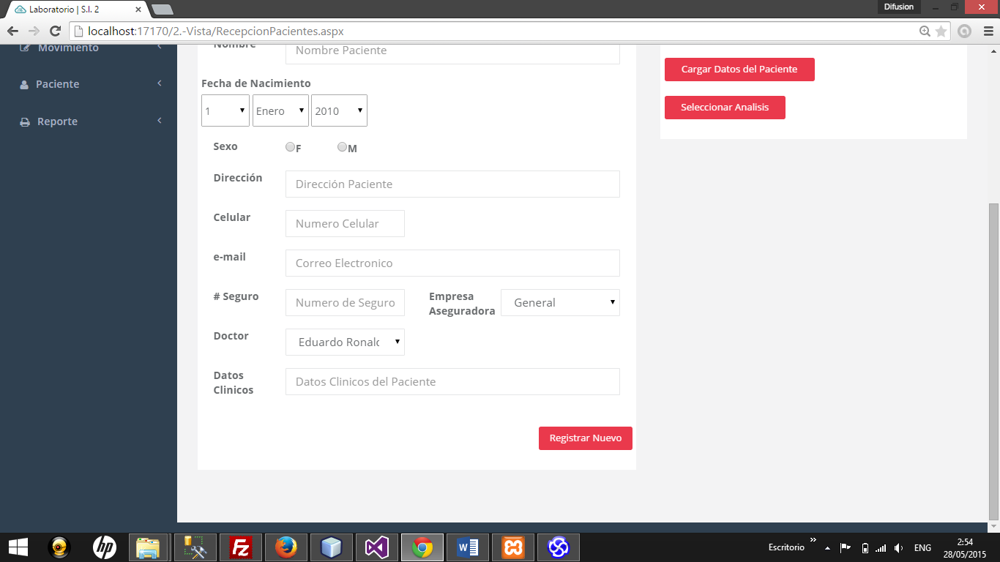 Laboratorio | S.I. 2
Difusion
localhost:17170/2.-Vista/RecepcionPacientes.aspx
Movimiento
Paciente
Reporte
Nombre
Nombre Paciente
Fecha de Nacimiento
1
Enero
2010
Sexo
F
M
Dirección
Dirección Paciente
Celular
Numero Celular
e-mail
Correo Electronico
# Seguro
Numero de Seguro
Empresa
Aseguradora
General
Doctor
Eduardo Ronald
Datos
Clinicos
Datos Clinicos del Paciente
Registrar Nuevo
Cargar Datos del Paciente
Seleccionar Analisis
Escritorio
ENG
2:54
28/05/2015